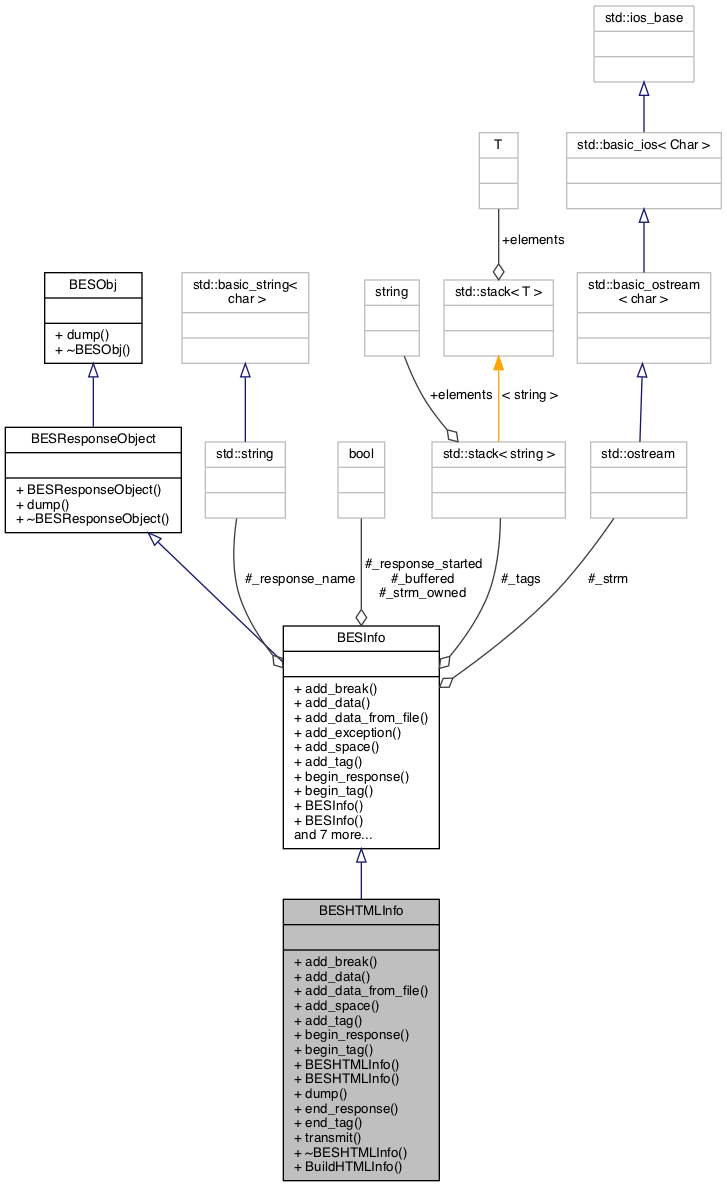 std::ios_base
T
std::basic_ios< Char >
+elements
BESObj
+ dump()
+ ~BESObj()
std::basic_string<
char >
string
std::stack< T >
std::basic_ostream
< char >
+elements
< string >
BESResponseObject
+ BESResponseObject()
+ dump()
+ ~BESResponseObject()
std::string
bool
std::stack< string >
std::ostream
#_response_name
#_response_started
#_buffered
#_strm_owned
#_tags
#_strm
BESInfo
+ add_break()
+ add_data()
+ add_data_from_file()
+ add_exception()
+ add_space()
+ add_tag()
+ begin_response()
+ begin_tag()
+ BESInfo()
+ BESInfo()
and 7 more...
BESHTMLInfo
+ add_break()
+ add_data()
+ add_data_from_file()
+ add_space()
+ add_tag()
+ begin_response()
+ begin_tag()
+ BESHTMLInfo()
+ BESHTMLInfo()
+ dump()
+ end_response()
+ end_tag()
+ transmit()
+ ~BESHTMLInfo()
+ BuildHTMLInfo()